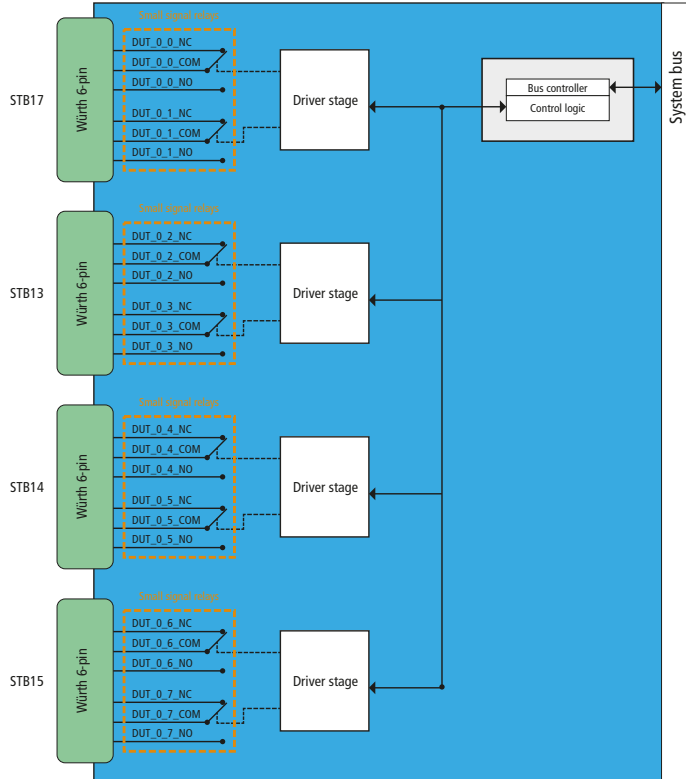 Small signal relays
DUT_0_0_NC
DUT_0_0_COM
DUT_0_0_NO
DUT_0_1_NC
DUT_0_1_COM
DUT_0_1_NO
STB17
Würth 6-pin
Driver stage
Bus controller
Control logic
System bus
Small signal relays
DUT_0_2_NC
DUT_0_2_COM
DUT_0_2_NO
DUT_0_3_NC
DUT_0_3_COM
DUT_0_3_NO
STB13
Würth 6-pin
Driver stage
Small signal relays
DUT_0_4_NC
DUT_0_4_COM
DUT_0_4_NO
DUT_0_5_NC
DUT_0_5_COM
DUT_0_5_NO
STB14
Würth 6-pin
Driver stage
Small signal relays
DUT_0_6_NC
DUT_0_6_COM
DUT_0_6_NO
DUT_0_7_NC
DUT_0_7_COM
DUT_0_7_NO
STB15
Würth 6-pin
Driver stage